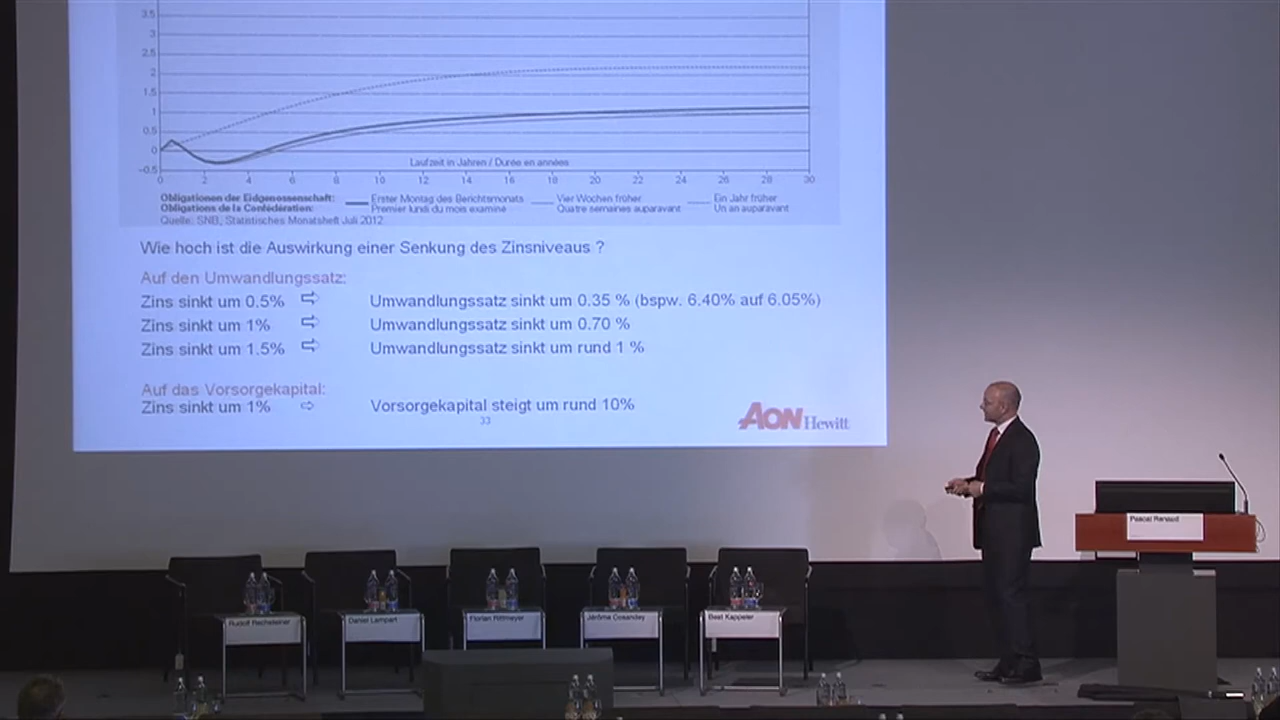 3.5
3
2.5
2
1.5
1
0.5
0
-0.5
Laufzeit in Jahren / Durée en années
0 2 4 6 8 10 12 14 16 18 20 22 24 26 28 30
Obligationen der Eidgenossenschaft: Erster Montag des Berichtsmonats Vier Wochen früher Ein Jahr früher
Obligations de la Confédération: Premier lundi du mois examiné Quatre semaines auparavant Un an auparavant
Quelle: SNB, Statistisches Monatsheft Juli 2012
Wie hoch ist die Auswirkung einer Senkung des Zinsniveaus ?
Auf den Umwandlungssatz:
Zins sinkt um 0.5% ⇨ Umwandlungssatz sinkt um 0.35 % (bspw. 6.40% auf 6.05%)
Zins sinkt um 1% ⇨ Umwandlungssatz sinkt um 0.70 %
Zins sinkt um 1.5% ⇨ Umwandlungssatz sinkt um rund 1 %
Auf das Vorsorgekapital:
Zins sinkt um 1% ⇨ Vorsorgekapital steigt um rund 10%
33
AON Hewitt
Pascal Renaud
Rudolf Rechsteiner
Daniel Lampart
Florian Rittmeyer
Jérôme Cosandey
Beat Kappeler